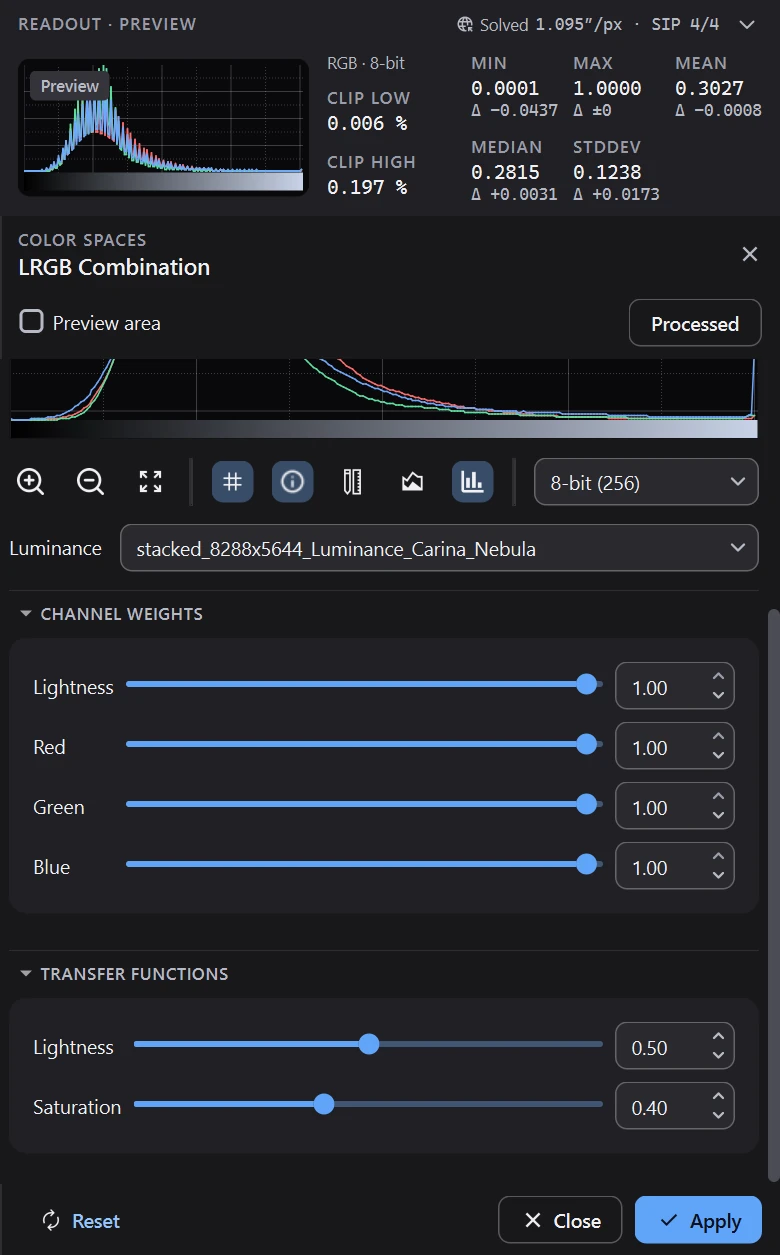 READOUT · PREVIEW
Solved 1.095″/px · SIP 4/4
Preview
RGB · 8-bit
CLIP LOW
0.006 %
CLIP HIGH
0.197 %
MIN MAX MEAN
0.0001 1.0000 0.3027
Δ −0.0437 Δ ±0 Δ −0.0008
MEDIAN STDDEV
0.2815 0.1238
Δ +0.0031 Δ +0.0173
COLOR SPACES
LRGB Combination
Preview area
Processed
8-bit (256)
Luminance stacked_8288x5644_Luminance_Carina_Nebula
CHANNEL WEIGHTS
Lightness 1.00
Red 1.00
Green 1.00
Blue 1.00
TRANSFER FUNCTIONS
Lightness 0.50
Saturation 0.40
Reset Close Apply